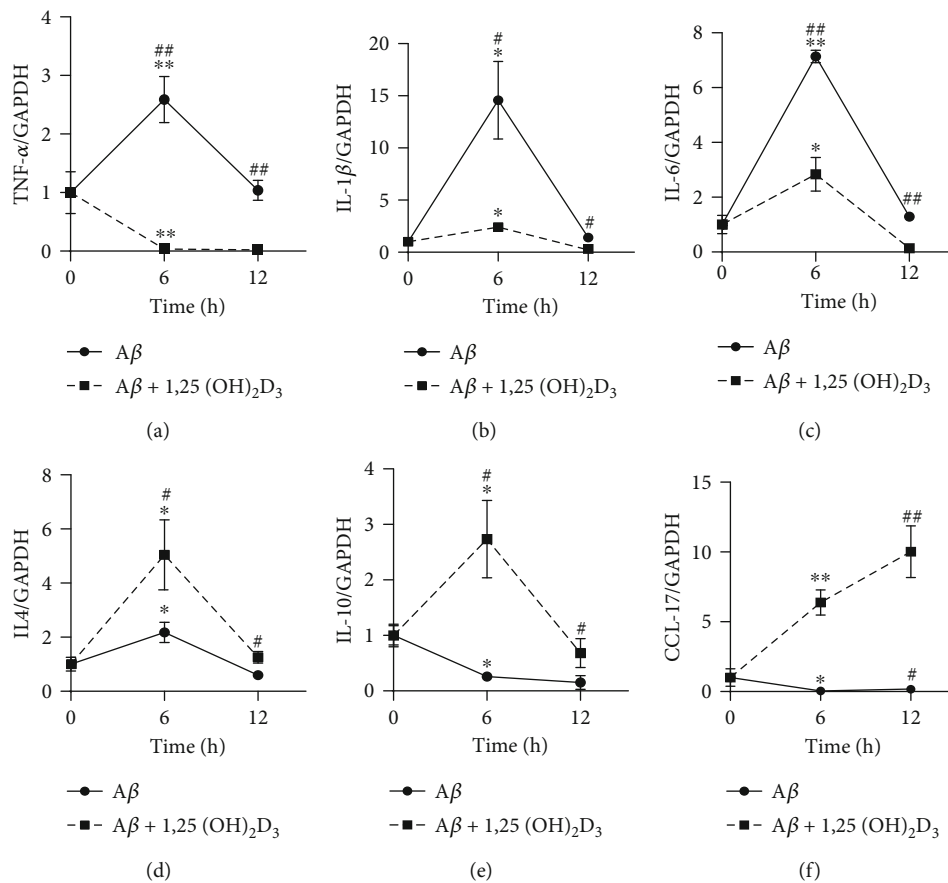 TNF-α/GAPDH
4
3
2
1
0
##
**
##
**
0 6 12
Time (h)
Aβ
Aβ + 1,25 (OH)₂D₃
(a)
IL-1β/GAPDH
20
15
10
5
0
#
*
*
#
0 6 12
Time (h)
Aβ
Aβ + 1,25 (OH)₂D₃
(b)
IL-6/GAPDH
8
6
4
2
0
##
**
*
##
0 6 12
Time (h)
Aβ
Aβ + 1,25 (OH)₂D₃
(c)
IL4/GAPDH
8
6
4
2
0
#
*
*
#
0 6 12
Time (h)
Aβ
Aβ + 1,25 (OH)₂D₃
(d)
IL-10/GAPDH
4
3
2
1
0
#
*
#
*
0 6 12
Time (h)
Aβ
Aβ + 1,25 (OH)₂D₃
(e)
CCL-17/GAPDH
15
10
5
0
##
**
*
#
0 6 12
Time (h)
Aβ
Aβ + 1,25 (OH)₂D₃
(f)